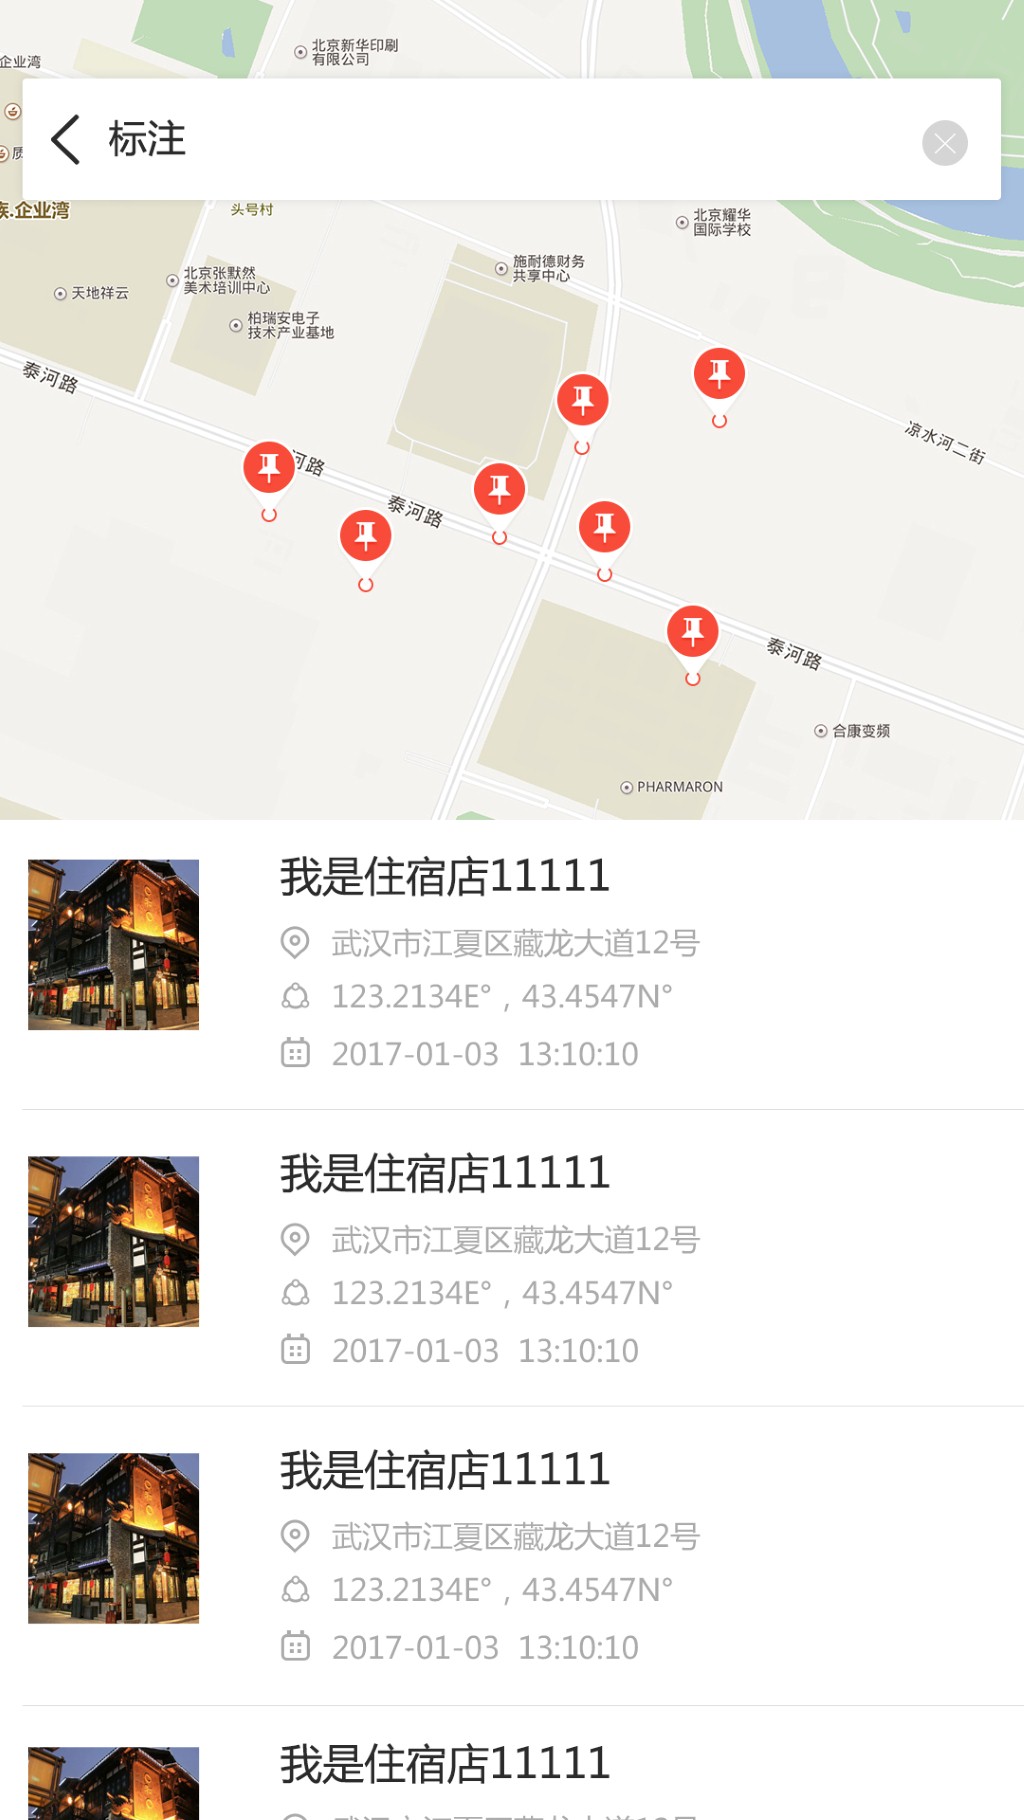 北京新华印刷
有限公司
企业湾
标注
质
族.企业湾
头号村
北京耀华
国际学校
施耐德财务
共享中心
北京张默然
美术培训中心
天地祥云
柏瑞安电子
技术产业基地
泰河路
凉水河二街
河路
泰河路
泰河路
合康变频
PHARMARON
我是住宿店11111
武汉市江夏区藏龙大道12号
123.2134E° , 43.4547N°
2017-01-03 13:10:10
我是住宿店11111
武汉市江夏区藏龙大道12号
123.2134E° , 43.4547N°
2017-01-03 13:10:10
我是住宿店11111
武汉市江夏区藏龙大道12号
123.2134E° , 43.4547N°
2017-01-03 13:10:10
我是住宿店11111